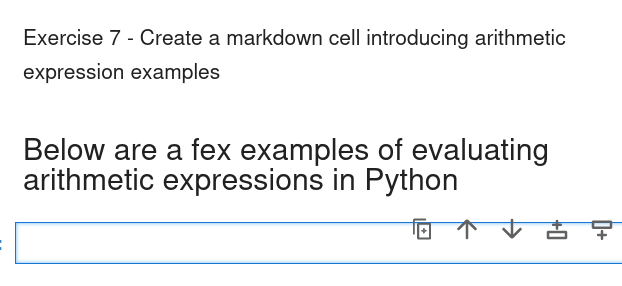 Exercise 7 - Create a markdown cell introducing arithmetic
expression examples
Below are a fex examples of evaluating
arithmetic expressions in Python